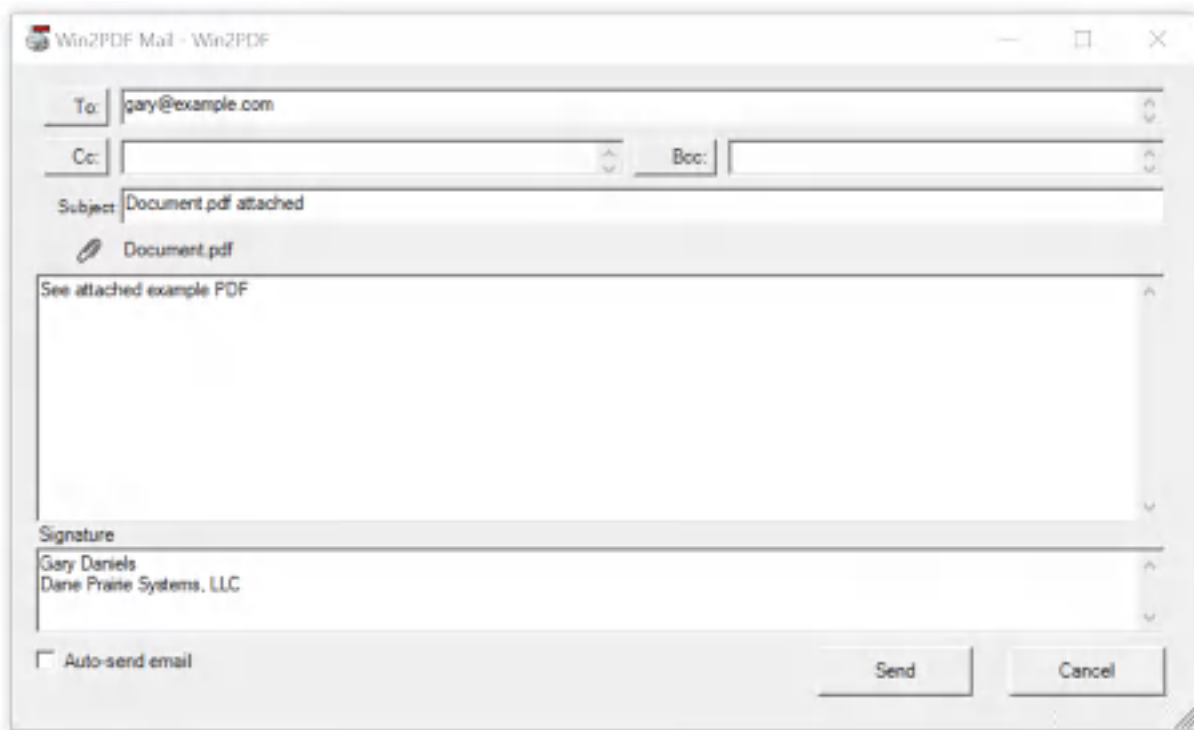 Win2PDF Mail - Win2PDF
To: gary@example.com
Cc: Bcc:
Subject Document.pdf attached
Document.pdf
See attached example PDF
Signature
Gary Daniels
Dane Prairie Systems, LLC
Auto-send email Send Cancel